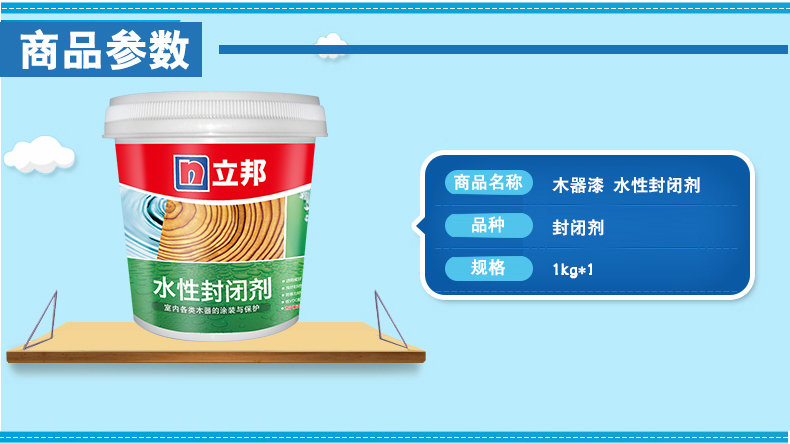 商品参数
n 立邦
水性封闭剂
室内各类木器的涂装与保护
商品名称 木器漆 水性封闭剂
品种 封闭剂
规格 1kg*1